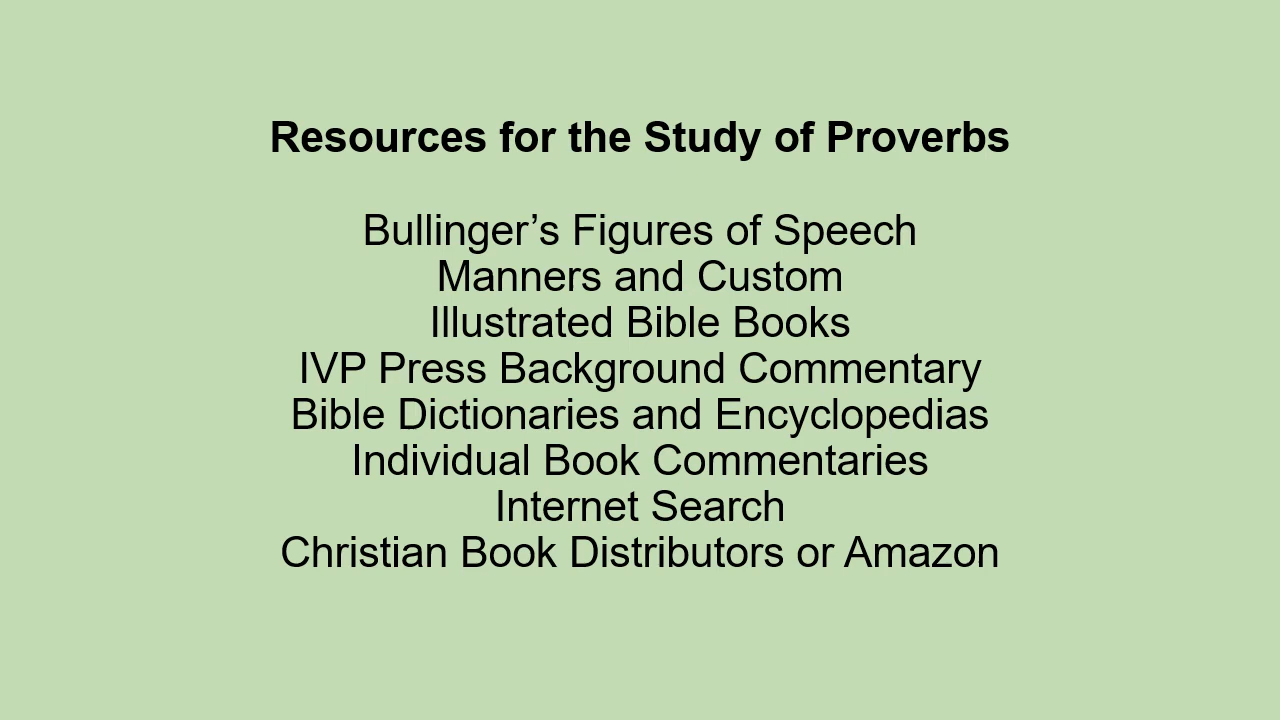 Resources for the Study of Proverbs
Bullinger’s Figures of Speech
Manners and Custom
Illustrated Bible Books
IVP Press Background Commentary
Bible Dictionaries and Encyclopedias
Individual Book Commentaries
Internet Search
Christian Book Distributors or Amazon